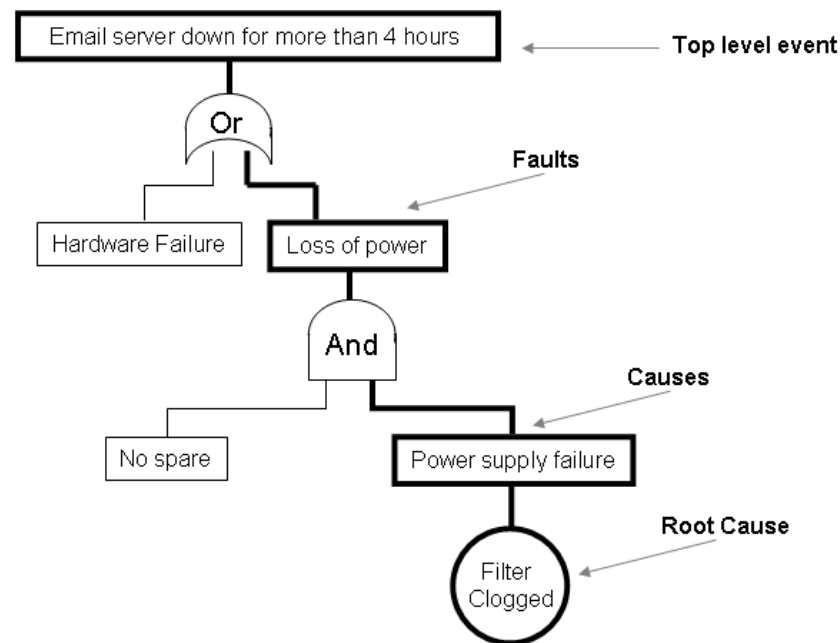 Email server down for more than 4 hours
Top level event
Or
Faults
Hardware Failure
Loss of power
And
Causes
No spare
Power supply failure
Root Cause
Filter
Clogged